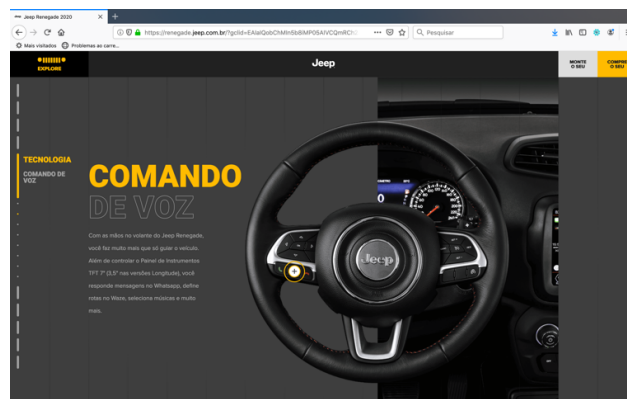 Jeep Renegade 2020
https://renegade.jeep.com.br/?gclid=
Pesquisar
Mais visitados
Problemas ao carre...
EXPLORE
Jeep
MONTE
O SEU
COMPRE
O SEU
TECNOLOGIA
COMANDO DE
VOZ
COMANDO
DE VOZ
Com as mãos no volante do Jeep Renegade,
você faz muito mais que só guiar o veículo.
Além de controlar o Painel de Instrumentos
TFT 7" (3,5" nas versões Longitude), você
responde mensagens no Whatsapp, define
rotas no Waze, seleciona músicas e muito
mais.
Jeep